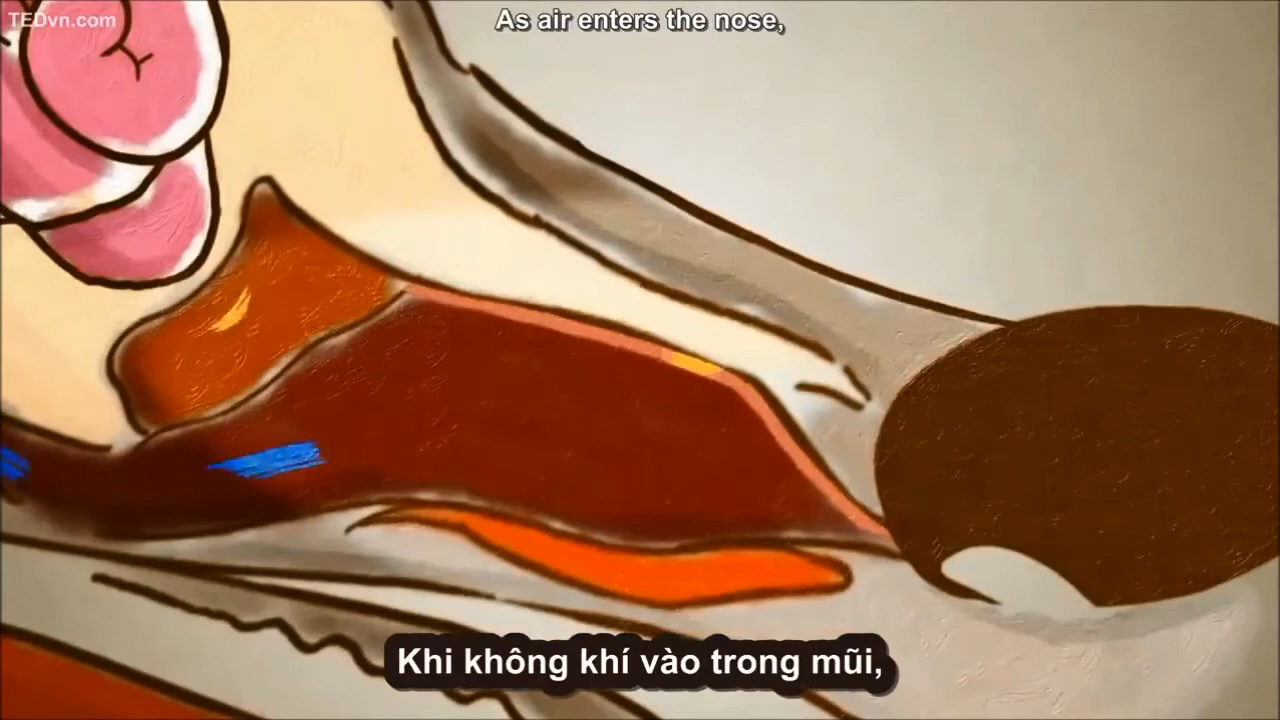 TEDvn.com
As air enters the nose,
Khi không khí vào trong mũi,